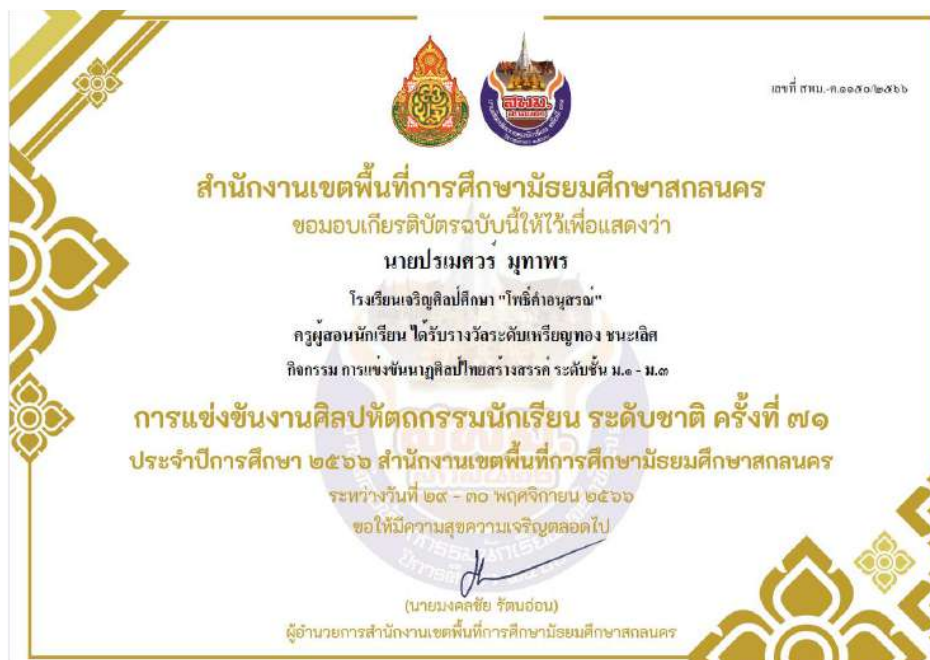 เลขที่ สพม.-ศ.๑๑๕๐/๒๕๖๖
สพม.
สกลนคร
สำนักงานเขตพื้นที่การศึกษามัธยมศึกษาสกลนคร
ขอมอบเกียรติบัตรฉบับนี้ให้ไว้เพื่อแสดงว่า
นายปรเมศวร์ มุทาพร
โรงเรียนเจริญศิลป์ศึกษา "โพธิ์คำอนุสรณ์"
ครูผู้สอนนักเรียน ได้รับรางวัลระดับเหรียญทอง ชนะเลิศ
กิจกรรม การแข่งขันนาฏศิลป์ไทยสร้างสรรค์ ระดับชั้น ม.๑ - ม.๓
การแข่งขันงานศิลปหัตถกรรมนักเรียน ระดับชาติ ครั้งที่ ๗๑
ประจำปีการศึกษา ๒๕๖๖ สำนักงานเขตพื้นที่การศึกษามัธยมศึกษาสกลนคร
ระหว่างวันที่ ๒๙ - ๓๐ พฤศจิกายน ๒๕๖๖
ขอให้มีความสุขความเจริญตลอดไป
(นายมงคลชัย รัตนอ่อน)
ผู้อำนวยการสำนักงานเขตพื้นที่การศึกษามัธยมศึกษาสกลนคร